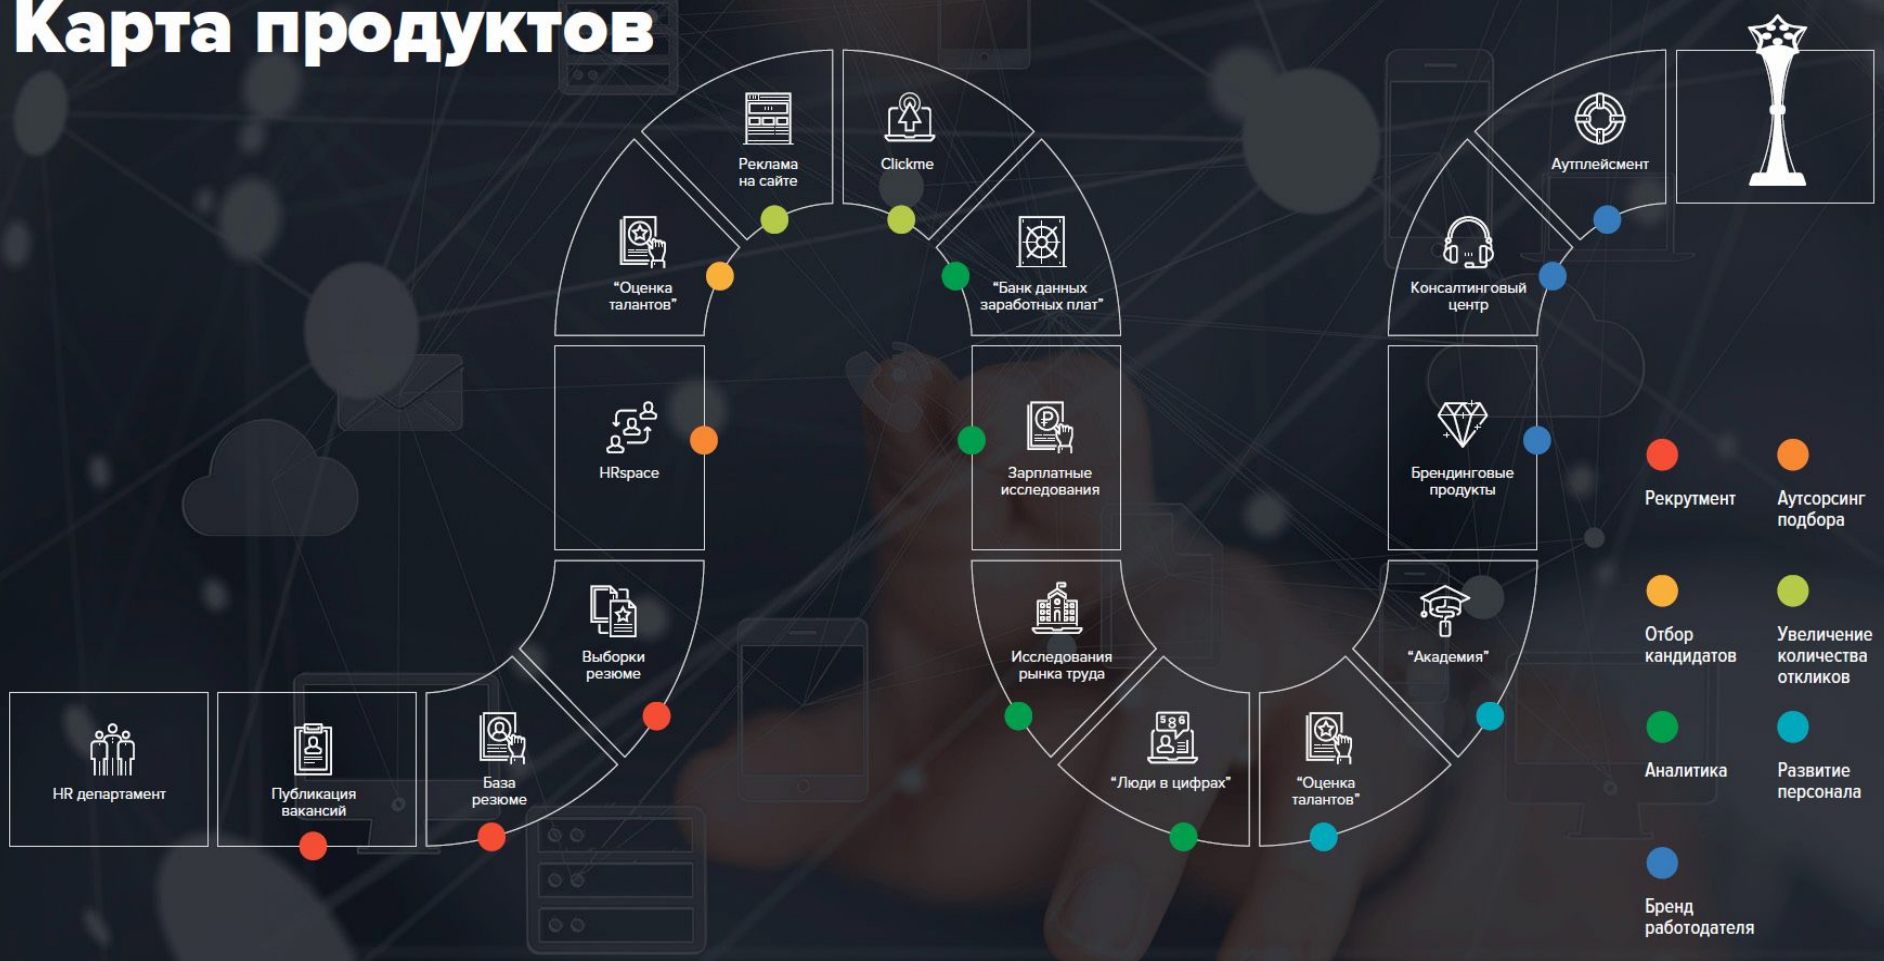 Карта продуктов
HR департамент
Публикация
вакансий
База
резюме
Выборки
резюме
HRspace
“Оценка
талантов”
Реклама
на сайте
Clickme
“Банк данных
заработных плат”
Зарплатные
исследования
Исследования
рынка труда
586
“Люди в цифрах”
“Оценка
талантов”
“Академия”
Брендинговые
продукты
Консалтинговый
центр
Аутплейсмент
Рекрутмент
Аутсорсинг
подбора
Отбор
кандидатов
Увеличение
количества
откликов
Аналитика
Развитие
персонала
Бренд
работодателя